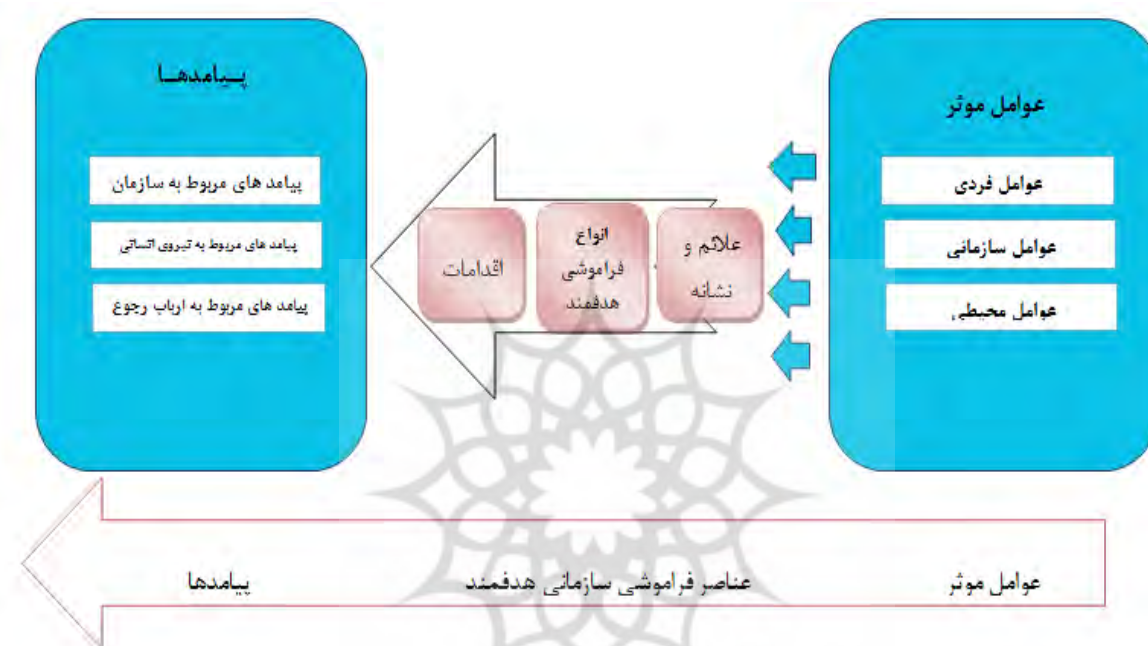 عوامل موثر
عوامل فردی
عوامل سازمانی
عوامل محیطی
علائم و
نشانه
انواع
فراموشی
هدفمند
اقدامات
پیامدها
پیامد های مربوط به سازمان
پیامد های مربوط به نیروی انسانی
پیامد های مربوط به ارباب رجوع
عوامل موثر
عناصر فراموشی سازمانی هدفمند
پیامدها